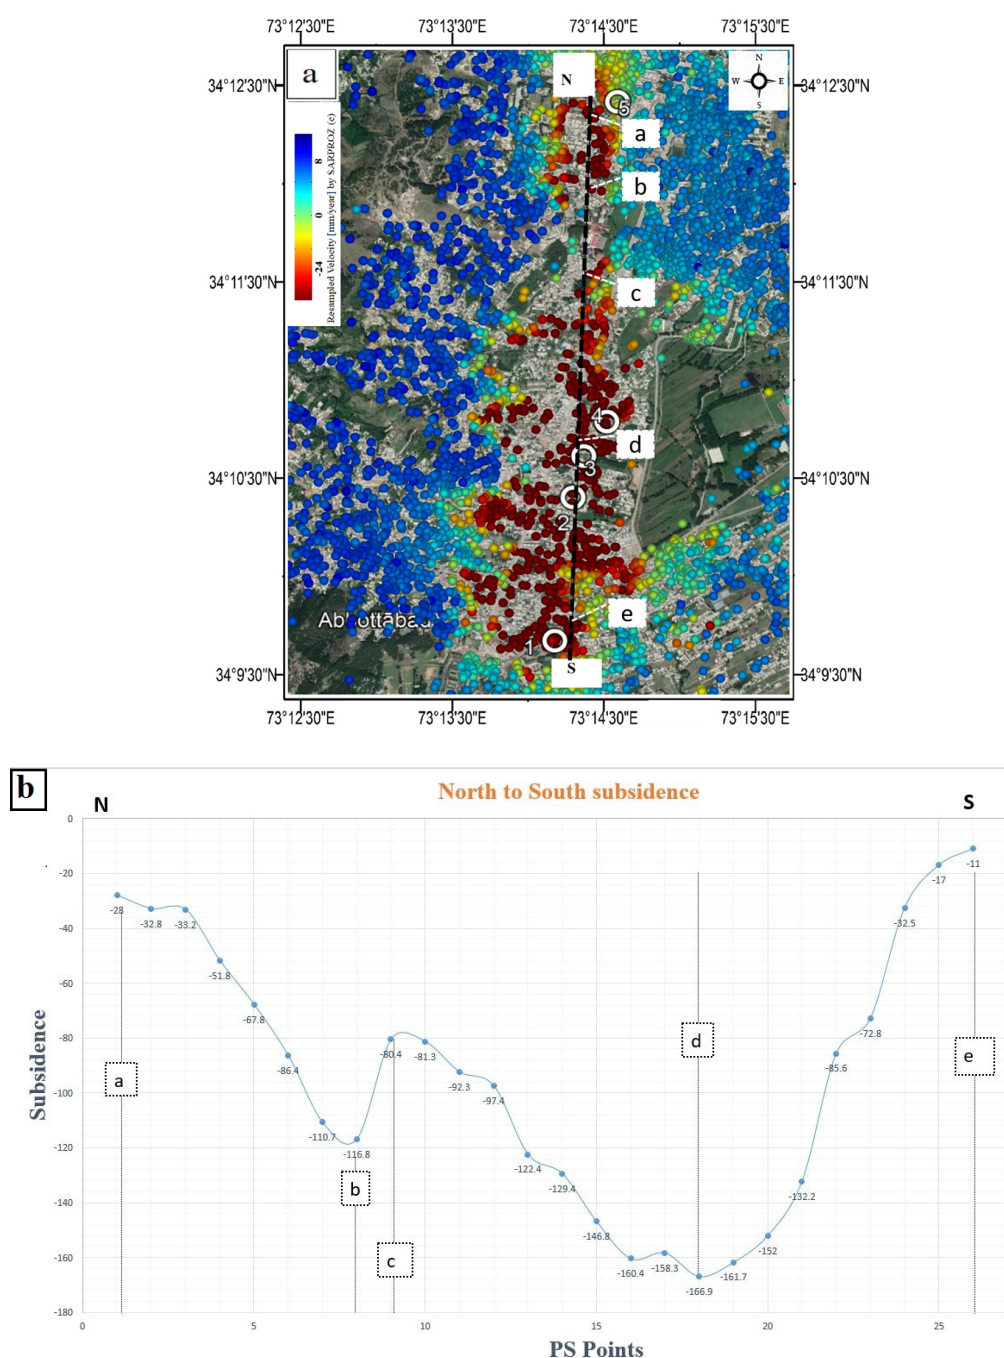 73°12'30"E 73°13'30"E 73°14'30"E 73°15'30"E
a
N
N
W E
S
34°12'30"N 34°12'30"N
5
a
8
0
-24
Resampled Velocity [mm/year] by SARPROZ (c)
b
34°11'30"N 34°11'30"N
c
4
d
3
34°10'30"N 34°10'30"N
2
e
Abbottabad
1
S
34°9'30"N 34°9'30"N
73°12'30"E 73°13'30"E 73°14'30"E 73°15'30"E
b
North to South subsidence
N S
0
-20
-40
-60
-80
-100
-120
-140
-160
-180
Subsidence
-28
-32.8
-33.2
-51.8
-67.8
-86.4
-110.7
-116.8
-80.4
-81.3
-92.3
-97.4
-122.4
-129.4
-146.8
-160.4
-158.3
-166.9
-161.7
-152
-132.2
-85.6
-72.8
-32.5
-17
-11
a
b
c
d
e
0 5 10 15 20 25
PS Points